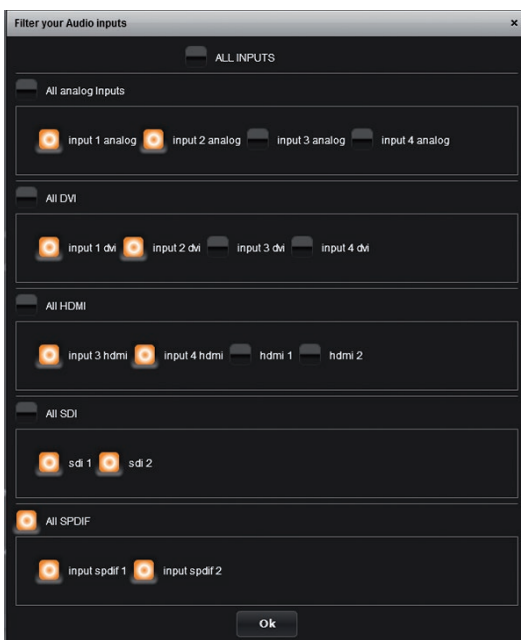 Filter your Audio inputs ×
ALL INPUTS
All analog Inputs
input 1 analog input 2 analog input 3 analog input 4 analog
All DVI
input 1 dvi input 2 dvi input 3 dvi input 4 dvi
All HDMI
input 3 hdmi input 4 hdmi hdmi 1 hdmi 2
All SDI
sdi 1 sdi 2
All SPDIF
input spdif 1 input spdif 2
Ok